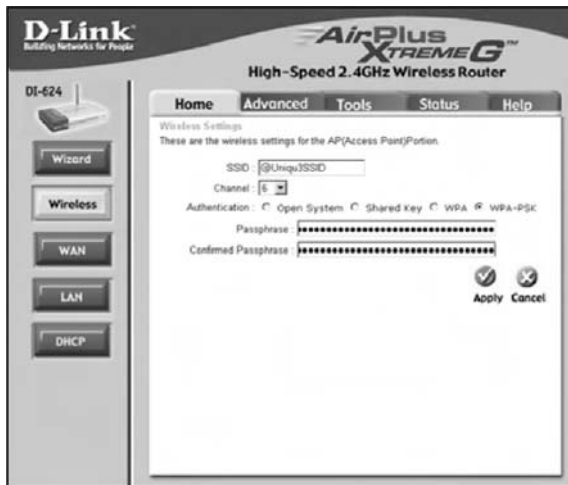 D-Link
Building Networks for People
AirPlus
XTREME G™
High-Speed 2.4GHz Wireless Router
DI-624
Home Advanced Tools Status Help
Wizard
Wireless
WAN
LAN
DHCP
Wireless Settings
These are the wireless settings for the AP(Access Point)Portion.
SSID : @Uniqu3SSID
Channel : 6
Authentication : Open System Shared Key WPA WPA-PSK
Passphrase : ••••••••••••••••••••••••••••••••
Confirmed Passphrase : ••••••••••••••••••••••••••••••••
Apply Cancel